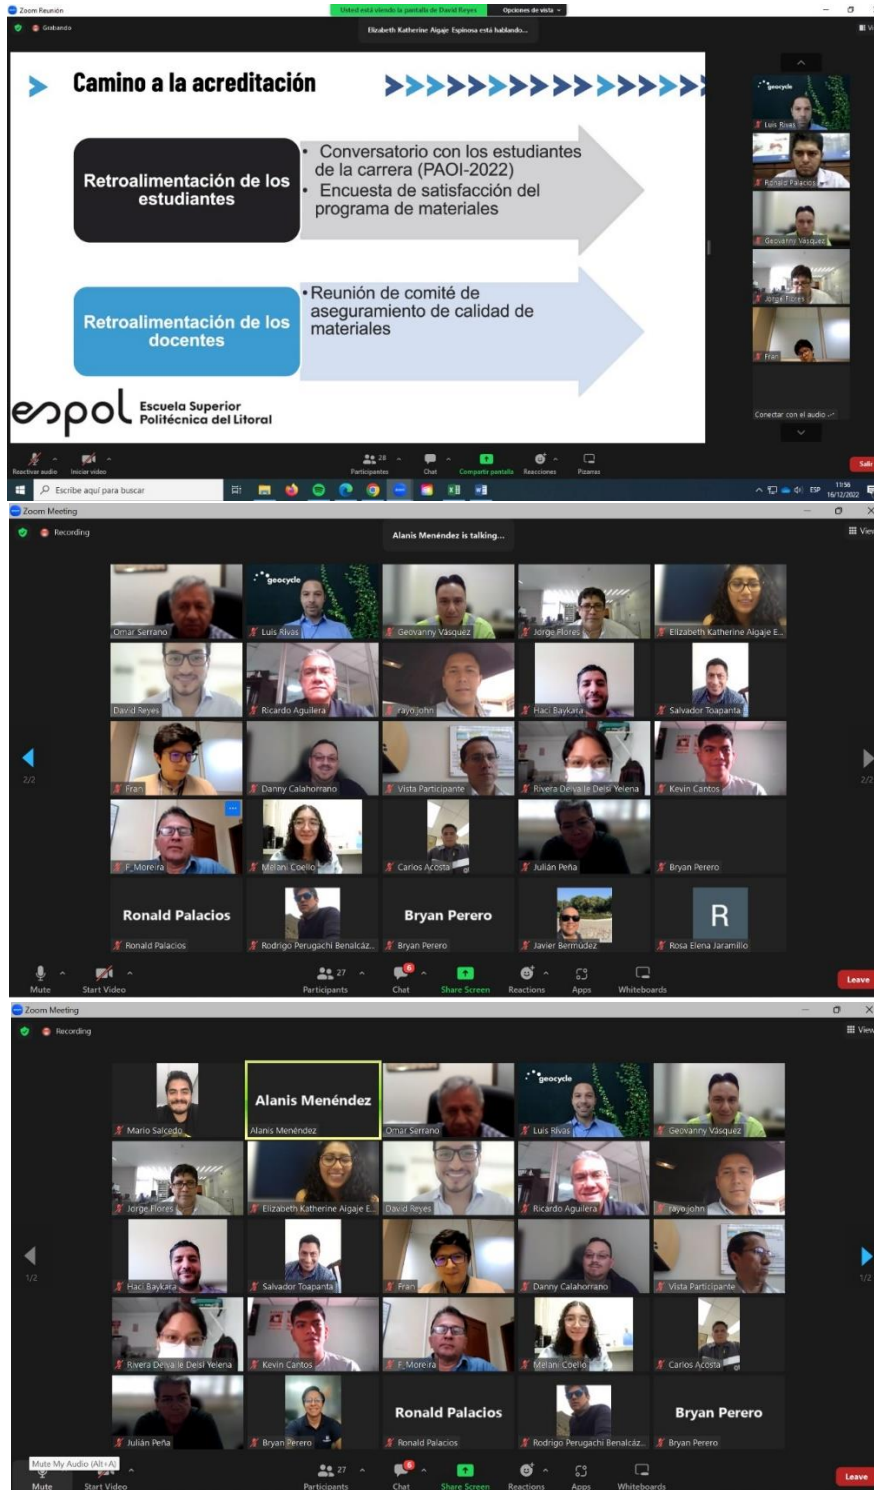 Zoom Reunión
Usted está viendo la pantalla de David Reyes
Opciones de vista
Grabando
Elizabeth Katherine Aigaje Espinosa está hablando...
Camino a la acreditación
Retroalimentación de los
estudiantes
• Conversatorio con los estudiantes
de la carrera (PAOI-2022)
• Encuesta de satisfacción del
programa de materiales
Retroalimentación de los
docentes
• Reunión de comité de
aseguramiento de calidad de
materiales
espol Escuela Superior
Politécnica del Litoral
geocycle
Luis Rivas
Ronald Palacios
Geovanny Vásquez
Jorge Flores
Fran
Conectar con el audio
Reactivar audio
Iniciar video
28
Participantes
Chat
Compartir pantalla
Reacciones
Pizarras
Salir
Escribe aquí para buscar
ESP
11:56
16/12/2022
Zoom Meeting
Recording
Alanis Menéndez is talking...
View
Omar Serrano
geocycle
Luis Rivas
Geovanny Vásquez
Jorge Flores
Elizabeth Katherine Aigaje E...
David Reyes
Ricardo Aguilera
rayo.john
Haci Baykara
Salvador Toapanta
2/2
Fran
Danny Calahorrano
Vista Participante
Rivera Delvalle Deisi Yelena
Kevin Cantos
2/2
F_Moreira
Melani Coello
Carlos Acosta
Julián Peña
Bryan Perero
Ronald Palacios
Ronald Palacios
Rodrigo Perugachi Benalcáz...
Bryan Perero
Bryan Perero
Javier Bermúdez
R
Rosa Elena Jaramillo
Mute
Start Video
27
Participants
6
Chat
Share Screen
Reactions
Apps
Whiteboards
Leave
Zoom Meeting
Recording
View
Mario Salcedo
Alanis Menéndez
Alanis Menéndez
Omar Serrano
geocycle
Luis Rivas
Geovanny Vásquez
Jorge Flores
Elizabeth Katherine Aigaje E...
David Reyes
Ricardo Aguilera
rayo.john
1/2
Haci Baykara
Salvador Toapanta
Fran
Danny Calahorrano
Vista Participante
1/2
Rivera Delvalle Deisi Yelena
Kevin Cantos
F_Moreira
Melani Coello
Carlos Acosta
Julián Peña
Bryan Perero
Ronald Palacios
Ronald Palacios
Rodrigo Perugachi Benalcáz...
Bryan Perero
Bryan Perero
Mute My Audio (Alt+A)
Mute
Start Video
27
Participants
6
Chat
Share Screen
Reactions
Apps
Whiteboards
Leave